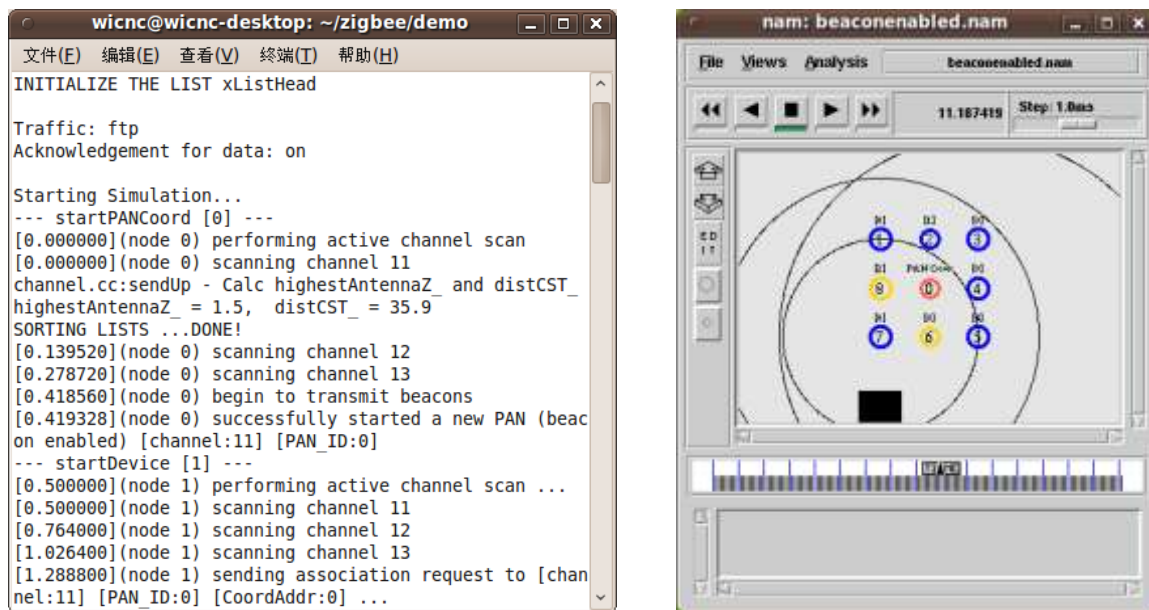 wicnc@wicnc-desktop: ~/zigbee/demo
文件(F) 编辑(E) 查看(V) 终端(T) 帮助(H)
INITIALIZE THE LIST xListHead
Traffic: ftp
Acknowledgement for data: on
Starting Simulation...
--- startPANCoord [0] ---
[0.000000](node 0) performing active channel scan
[0.000000](node 0) scanning channel 11
channel.cc:sendUp - Calc highestAntennaZ_ and distCST_
highestAntennaZ_ = 1.5,  distCST_ = 35.9
SORTING LISTS ...DONE!
[0.139520](node 0) scanning channel 12
[0.278720](node 0) scanning channel 13
[0.418560](node 0) begin to transmit beacons
[0.419328](node 0) successfully started a new PAN (beac
on enabled) [channel:11] [PAN_ID:0]
--- startDevice [1] ---
[0.500000](node 1) performing active channel scan ...
[0.500000](node 1) scanning channel 11
[0.764000](node 1) scanning channel 12
[1.026400](node 1) scanning channel 13
[1.288800](node 1) sending association request to [chan
nel:11] [PAN_ID:0] [CoordAddr:0] ...
nam: beaconenabled.nam
File Views Analysis beaconenabled.nam
11.187419 Step: 1.0ms
EDIT
1 2 3
PAN
8 0 4
7 6 5